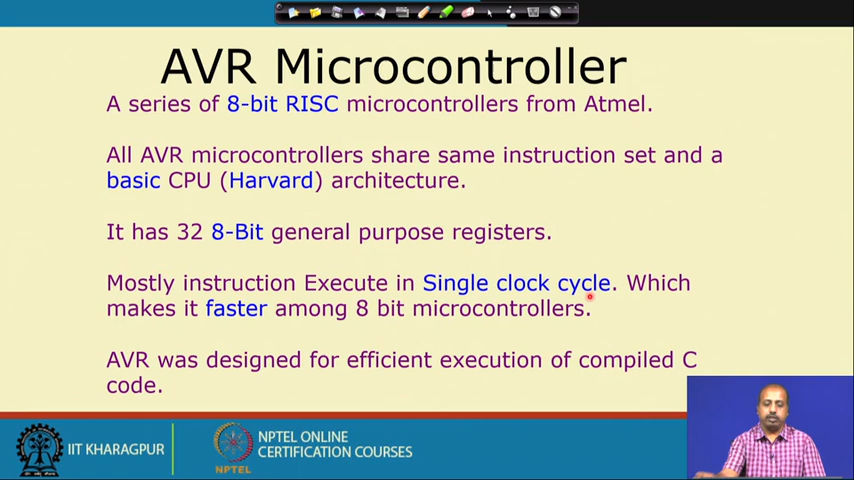 AVR Microcontroller
A series of 8-bit RISC microcontrollers from Atmel.
All AVR microcontrollers share same instruction set and a
basic CPU (Harvard) architecture.
It has 32 8-Bit general purpose registers.
Mostly instruction Execute in Single clock cycle. Which
makes it faster among 8 bit microcontrollers.
AVR was designed for efficient execution of compiled C
code.
IIT KHARAGPUR
NPTEL
NPTEL ONLINE
CERTIFICATION COURSES